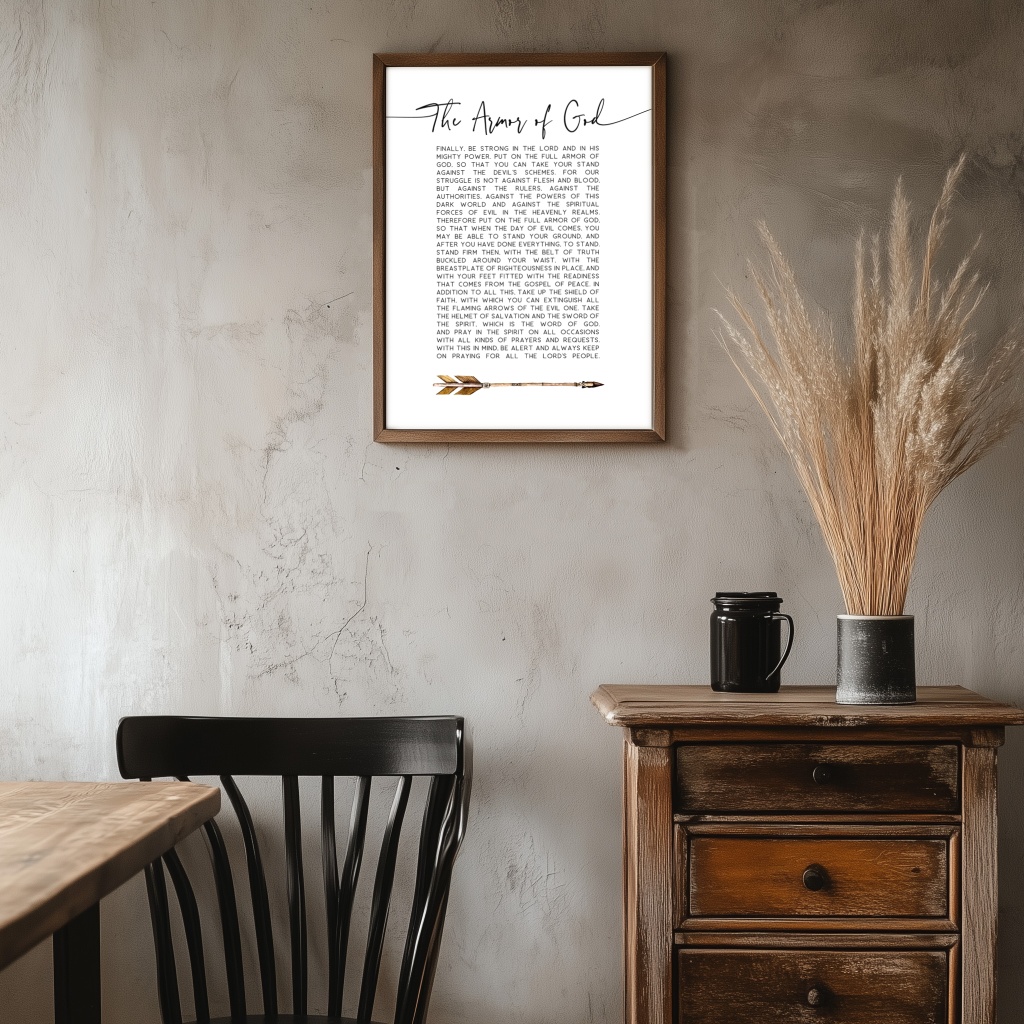 The Armor of God
FINALLY, BE STRONG IN THE LORD AND IN HIS
MIGHTY POWER. PUT ON THE FULL ARMOR OF
GOD, SO THAT YOU CAN TAKE YOUR STAND
AGAINST THE DEVIL'S SCHEMES. FOR OUR
STRUGGLE IS NOT AGAINST FLESH AND BLOOD,
BUT AGAINST THE RULERS, AGAINST THE
AUTHORITIES, AGAINST THE POWERS OF THIS
DARK WORLD AND AGAINST THE SPIRITUAL
FORCES OF EVIL IN THE HEAVENLY REALMS.
THEREFORE PUT ON THE FULL ARMOR OF GOD,
SO THAT WHEN THE DAY OF EVIL COMES, YOU
MAY BE ABLE TO STAND YOUR GROUND, AND
AFTER YOU HAVE DONE EVERYTHING, TO STAND.
STAND FIRM THEN, WITH THE BELT OF TRUTH
BUCKLED AROUND YOUR WAIST, WITH THE
BREASTPLATE OF RIGHTEOUSNESS IN PLACE, AND
WITH YOUR FEET FITTED WITH THE READINESS
THAT COMES FROM THE GOSPEL OF PEACE. IN
ADDITION TO ALL THIS, TAKE UP THE SHIELD OF
FAITH, WITH WHICH YOU CAN EXTINGUISH ALL
THE FLAMING ARROWS OF THE EVIL ONE. TAKE
THE HELMET OF SALVATION AND THE SWORD OF
THE SPIRIT, WHICH IS THE WORD OF GOD.
AND PRAY IN THE SPIRIT ON ALL OCCASIONS
WITH ALL KINDS OF PRAYERS AND REQUESTS.
WITH THIS IN MIND, BE ALERT AND ALWAYS KEEP
ON PRAYING FOR ALL THE LORD'S PEOPLE.